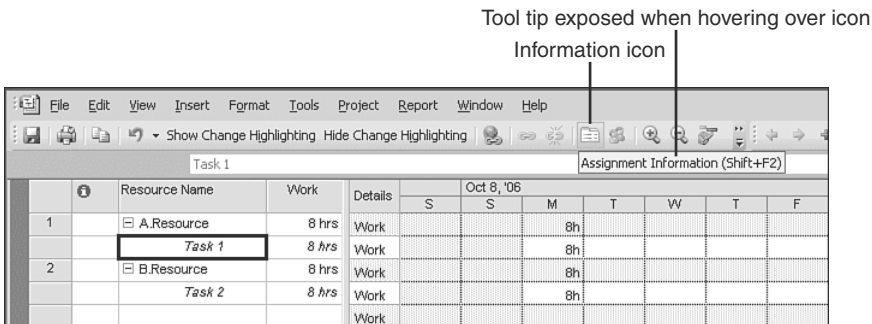 Tool tip exposed when hovering over icon
Information icon
File Edit View Insert Format Tools Project Report Window Help
Show Change Highlighting Hide Change Highlighting
Task 1
Assignment Information (Shift+F2)
Resource Name Work Details Oct 8, '06
S S M T W T F
1 A.Resource 8 hrs Work 8h
Task 1 8 hrs Work 8h
2 B.Resource 8 hrs Work 8h
Task 2 8 hrs Work 8h
Work